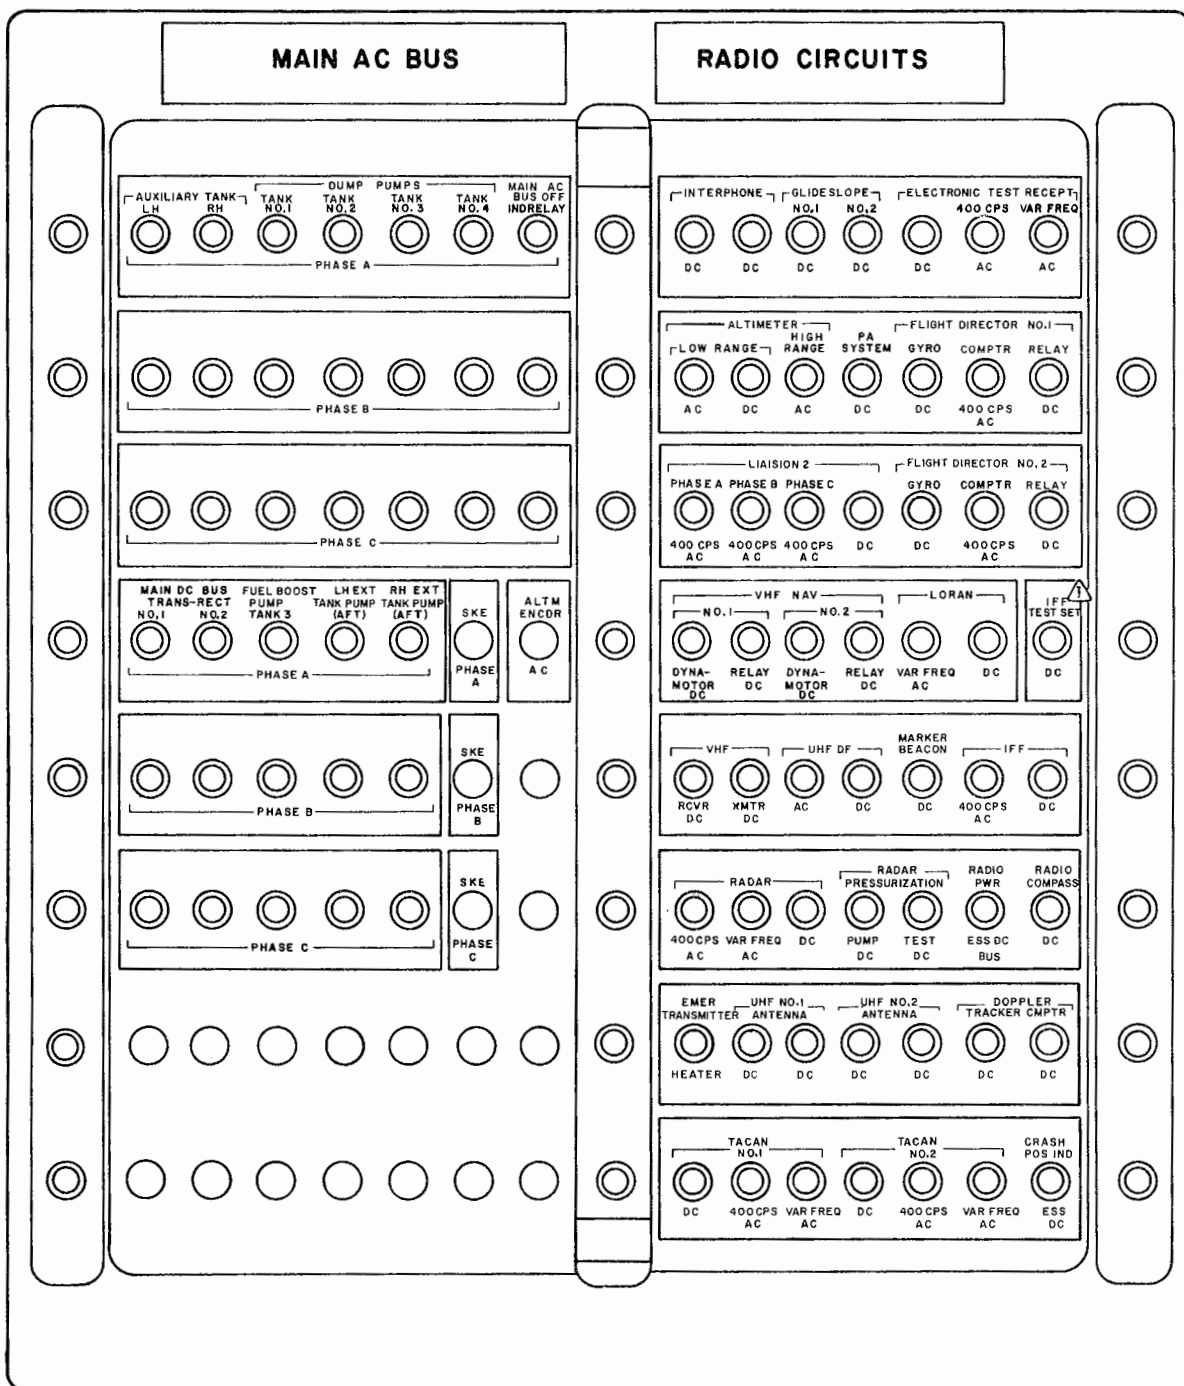 MAIN AC BUS
RADIO CIRCUITS
DUMP PUMPS
AUXILIARY TANK
LH RH
TANK NO.1
TANK NO.2
TANK NO.3
TANK NO.4
MAIN AC
BUS OFF
INDRELAY
PHASE A
PHASE B
PHASE C
MAIN DC BUS
TRANS-RECT
NO.1 NO.2
FUEL BOOST
PUMP
TANK 3
LH EXT
TANK PUMP
(AFT)
RH EXT
TANK PUMP
(AFT)
PHASE A
SKE
PHASE
A
ALTM
ENCDR
AC
PHASE B
SKE
PHASE
B
PHASE C
SKE
PHASE
C
INTERPHONE GLIDESLOPE ELECTRONIC TEST RECEPT
NO.1 NO.2 400 CPS VAR FREQ
DC DC DC DC DC AC AC
ALTIMETER FLIGHT DIRECTOR NO.1
LOW RANGE
HIGH
RANGE
PA
SYSTEM
GYRO COMPTR RELAY
AC DC AC DC DC 400 CPS DC
AC
LIAISION 2 FLIGHT DIRECTOR NO.2
PHASE A PHASE B PHASE C GYRO COMPTR RELAY
400 CPS 400 CPS 400 CPS DC DC 400 CPS DC
AC AC AC AC
VHF NAV LORAN
NO.1 NO.2
IFF
TEST SET
1
DYNA- RELAY DYNA- RELAY VAR FREQ DC DC
MOTOR DC MOTOR DC AC
DC DC
VHF UHF DF
MARKER
BEACON
IFF
RCVR XMTR AC DC DC 400 CPS DC
DC DC AC
RADAR
RADAR
PRESSURIZATION
RADIO
PWR
RADIO
COMPASS
400 CPS VAR FREQ DC PUMP TEST ESS DC DC
AC AC DC DC BUS
EMER
TRANSMITTER
UHF NO.1
ANTENNA
UHF NO.2
ANTENNA
DOPPLER
TRACKER CMPTR
HEATER DC DC DC DC DC DC
TACAN
NO.1
TACAN
NO.2
CRASH
POS IND
DC 400 CPS VAR FREQ DC 400 CPS VAR FREQ ESS
AC AC AC AC DC